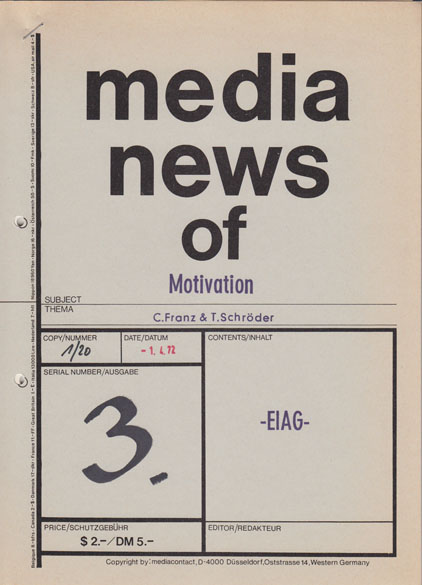 media
news
of
Motivation
SUBJECT
THEMA
C.Franz & T.Schröder
COPY/NUMMER
1/20
DATE/DATUM
- 1. 4. 72
CONTENTS/INHALT
SERIAL NUMBER/AUSGABE
3.
-EIAG-
PRICE/SCHUTZGEBÜHR
$ 2.-/DM 5.-
EDITOR/REDAKTEUR
Copyright by: mediacontact, D-4000 Düsseldorf, Oststrasse 14, Western Germany